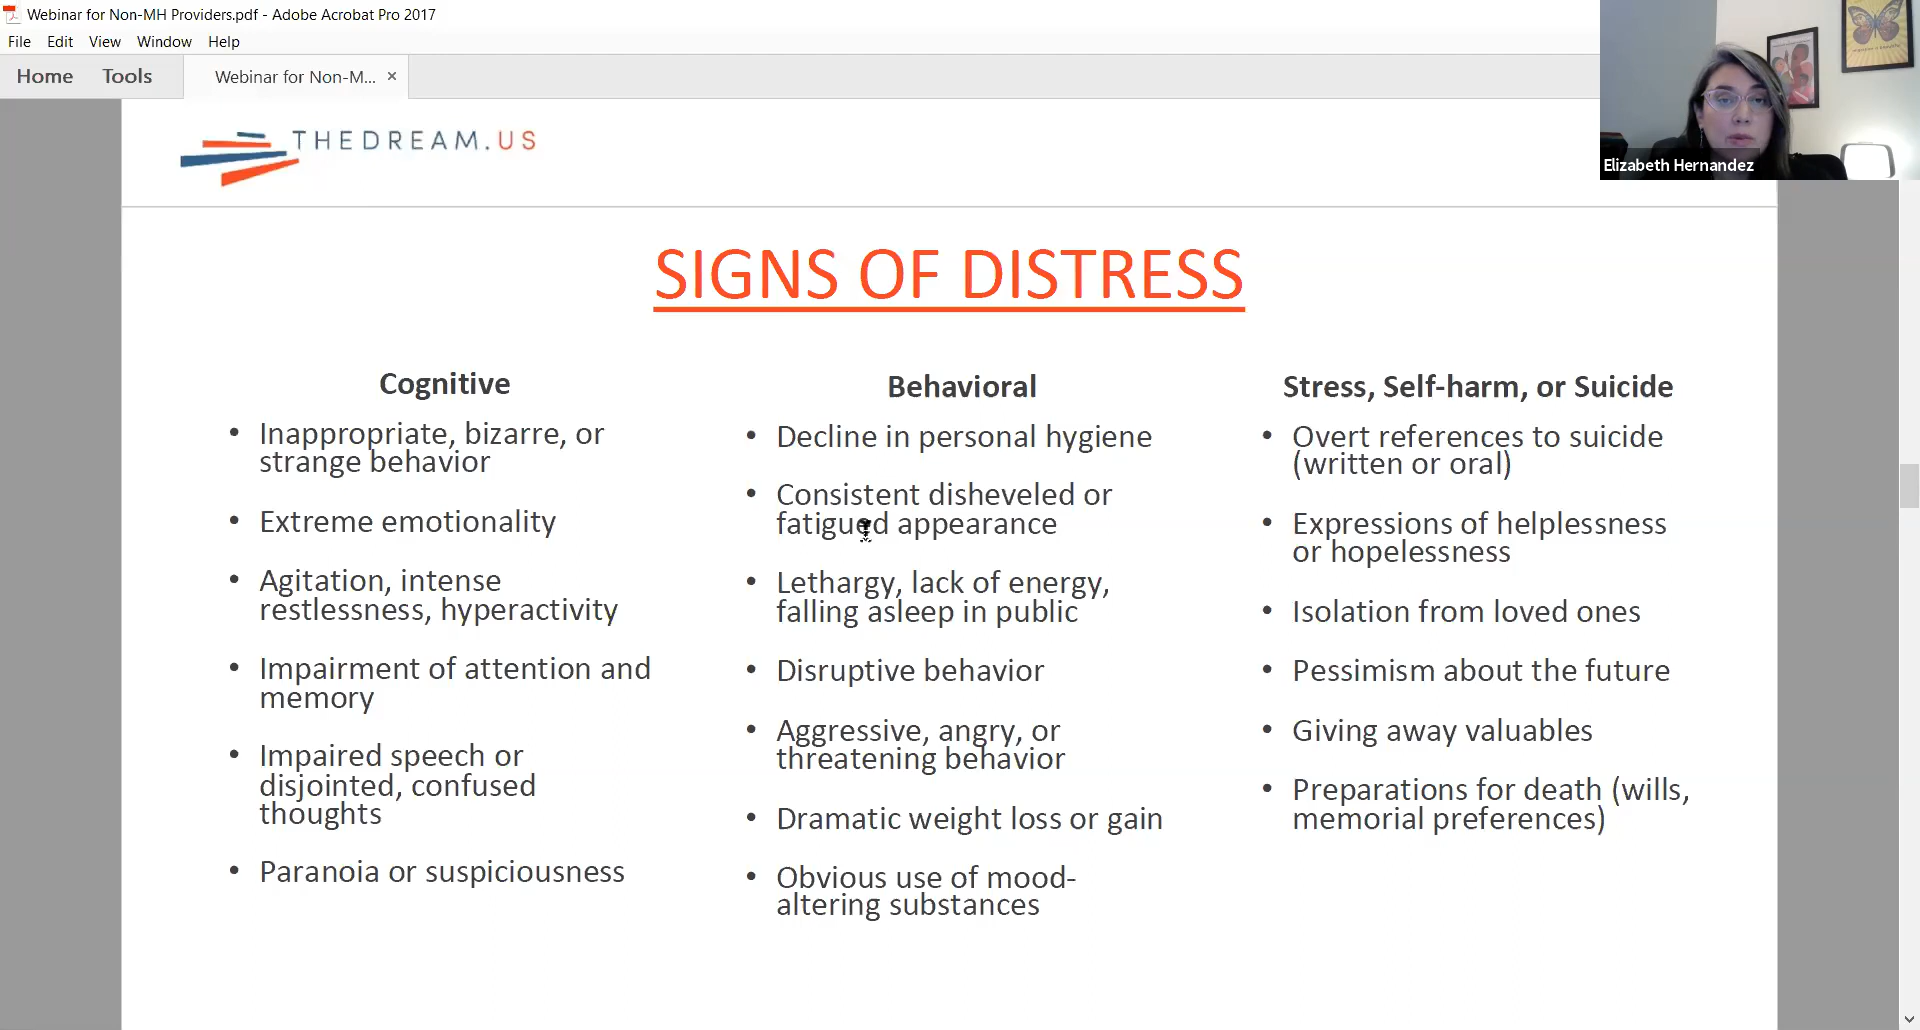 Webinar for Non-MH Providers.pdf - Adobe Acrobat Pro 2017
File Edit View Window Help
Home Tools Webinar for Non-M... ×
Elizabeth Hernandez
THEDREAM.US
SIGNS OF DISTRESS
Cognitive
• Inappropriate, bizarre, or
strange behavior
• Extreme emotionality
• Agitation, intense
restlessness, hyperactivity
• Impairment of attention and
memory
• Impaired speech or
disjointed, confused
thoughts
• Paranoia or suspiciousness
Behavioral
• Decline in personal hygiene
• Consistent disheveled or
fatigued appearance
• Lethargy, lack of energy,
falling asleep in public
• Disruptive behavior
• Aggressive, angry, or
threatening behavior
• Dramatic weight loss or gain
• Obvious use of mood-
altering substances
Stress, Self-harm, or Suicide
• Overt references to suicide
(written or oral)
• Expressions of helplessness
or hopelessness
• Isolation from loved ones
• Pessimism about the future
• Giving away valuables
• Preparations for death (wills,
memorial preferences)